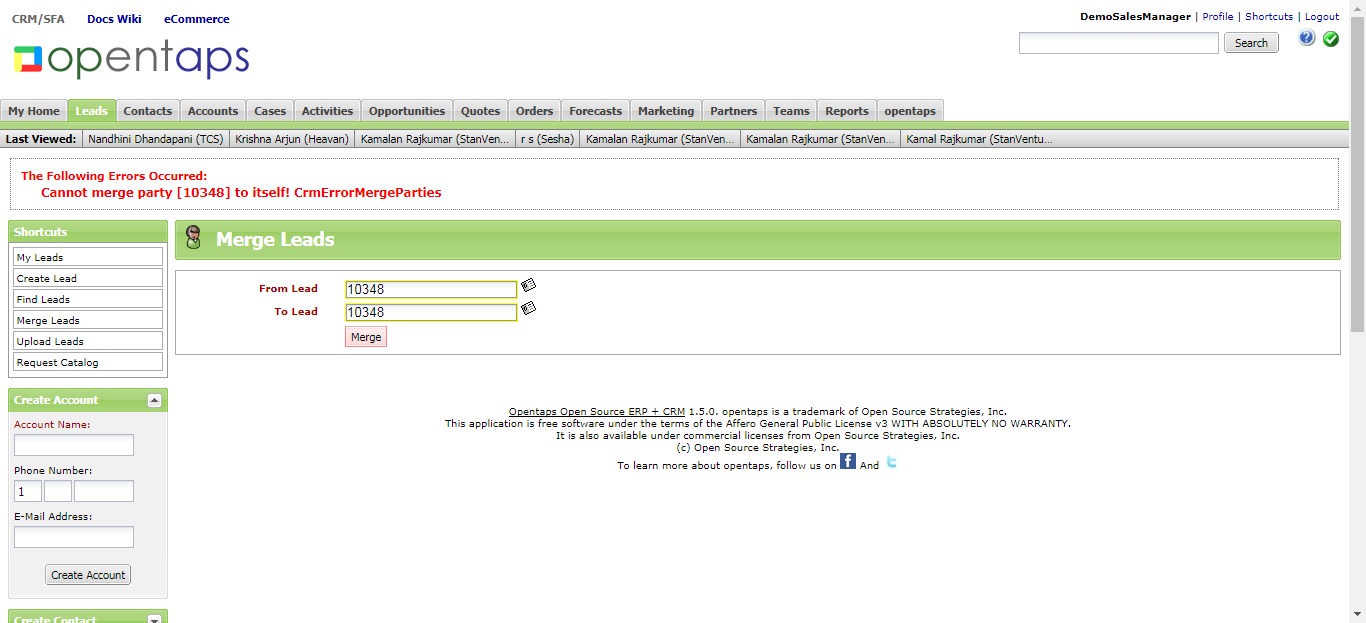 CRM/SFA Docs Wiki eCommerce
DemoSalesManager | Profile | Shortcuts | Logout
opentaps
Search
My Home Leads Contacts Accounts Cases Activities Opportunities Quotes Orders Forecasts Marketing Partners Teams Reports opentaps
Last Viewed: Nandhini Dhandapani (TCS) Krishna Arjun (Heavan) Kamalan Rajkumar (StanVen... r s (Sesha) Kamalan Rajkumar (StanVen... Kamalan Rajkumar (StanVen... Kamal Rajkumar (StanVentu...
The Following Errors Occurred:
Cannot merge party [10348] to itself! CrmErrorMergeParties
Shortcuts
My Leads
Create Lead
Find Leads
Merge Leads
Upload Leads
Request Catalog
Create Account
Account Name:
Phone Number:
1
E-Mail Address:
Create Account
Create Contact
Merge Leads
From Lead 10348
To Lead 10348
Merge
Opentaps Open Source ERP + CRM 1.5.0. opentaps is a trademark of Open Source Strategies, Inc.
This application is free software under the terms of the Affero General Public License v3 WITH ABSOLUTELY NO WARRANTY.
It is also available under commercial licenses from Open Source Strategies, Inc.
(c) Open Source Strategies, Inc.
To learn more about opentaps, follow us on f And t